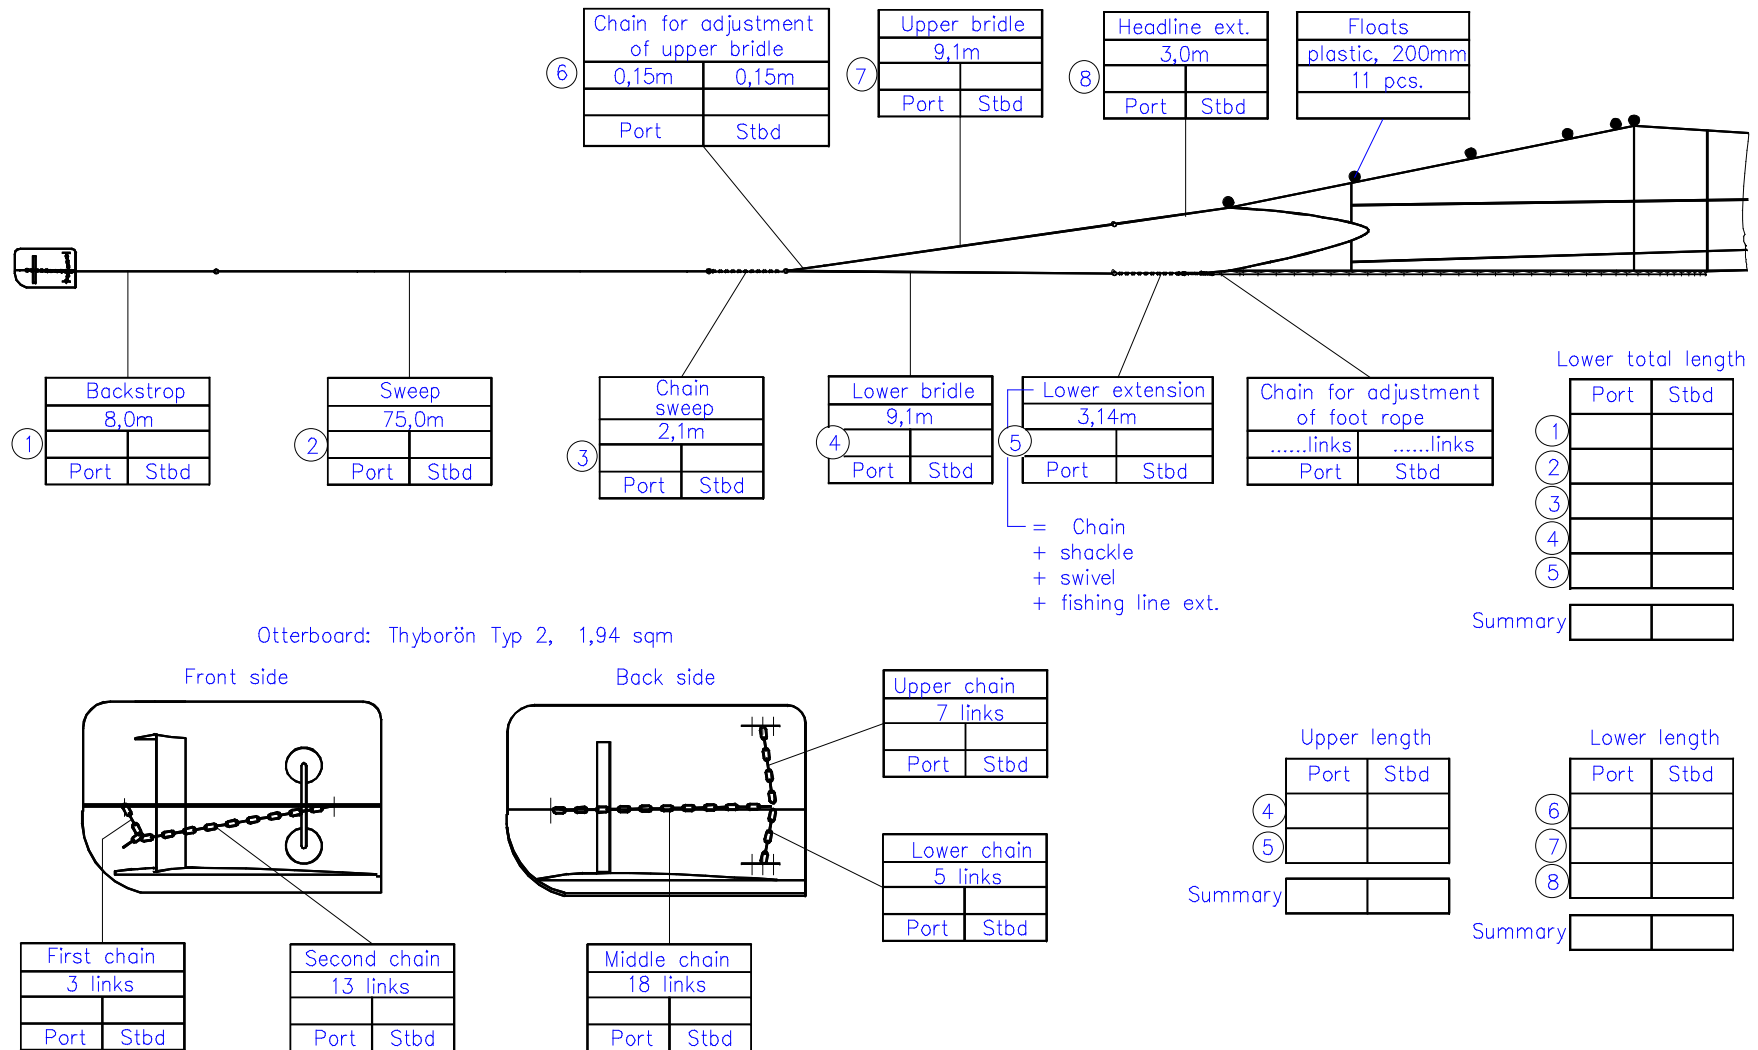 Chain for adjustment
of upper bridle
6
0,15m 0,15m
Port Stbd
Upper bridle
9,1m
7
Port Stbd
Headline ext.
3,0m
8
Port Stbd
Floats
plastic, 200mm
11 pcs.
Backstrop
8,0m
1
Port Stbd
Sweep
75,0m
2
Port Stbd
Chain
sweep
2,1m
3
Port Stbd
Lower bridle
9,1m
4
Port Stbd
Lower extension
3,14m
5
Port Stbd
= Chain
+ shackle
+ swivel
+ fishing line ext.
Chain for adjustment
of foot rope
......links ......links
Port Stbd
Lower total length
Port Stbd
1
2
3
4
5
Summary
Otterboard: Thyborön Typ 2, 1,94 sqm
Front side
Back side
Upper chain
7 links
Port Stbd
Lower chain
5 links
Port Stbd
First chain
3 links
Port Stbd
Second chain
13 links
Port Stbd
Middle chain
18 links
Port Stbd
Upper length
Port Stbd
4
5
Summary
Lower length
Port Stbd
6
7
8
Summary